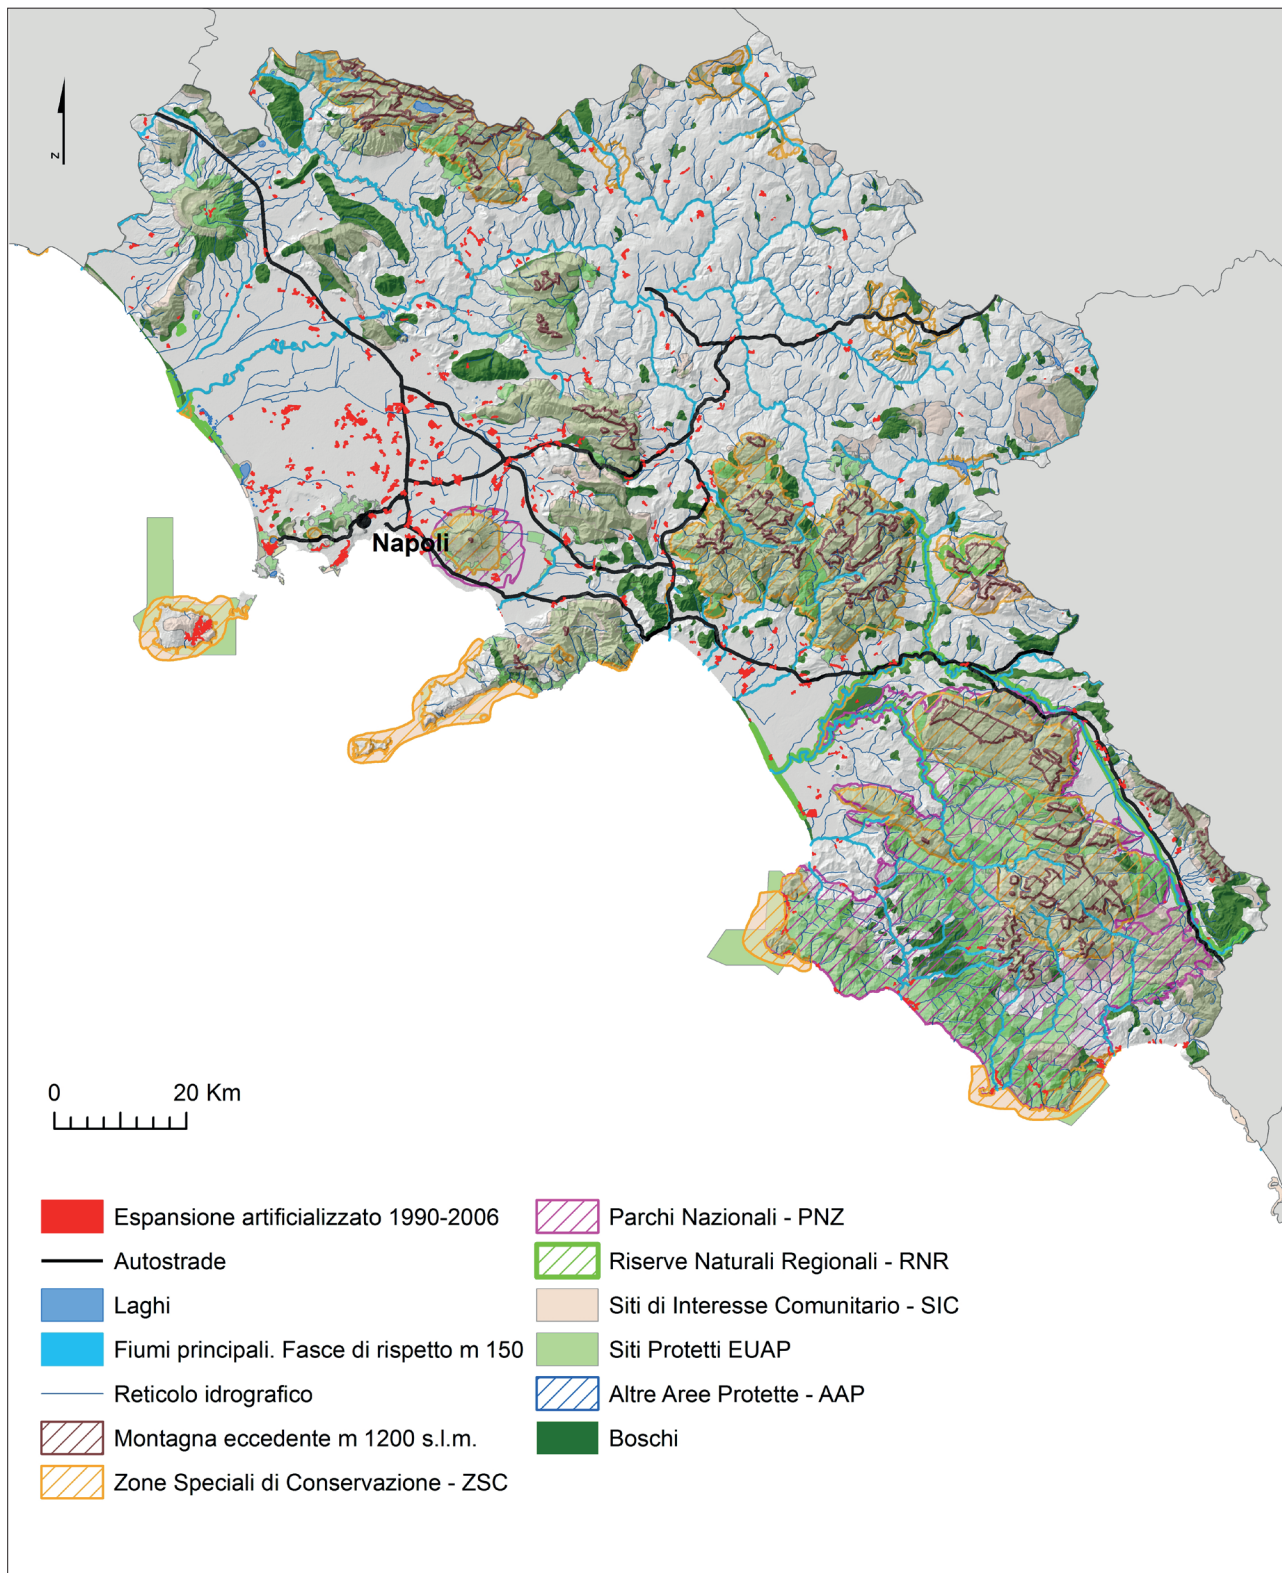 z
Napoli
0 20 Km
Espansione artificializzato 1990-2006
Autostrade
Laghi
Fiumi principali. Fasce di rispetto m 150
Reticolo idrografico
Montagna eccedente m 1200 s.l.m.
Zone Speciali di Conservazione - ZSC
Parchi Nazionali - PNZ
Riserve Naturali Regionali - RNR
Siti di Interesse Comunitario - SIC
Siti Protetti EUAP
Altre Aree Protette - AAP
Boschi